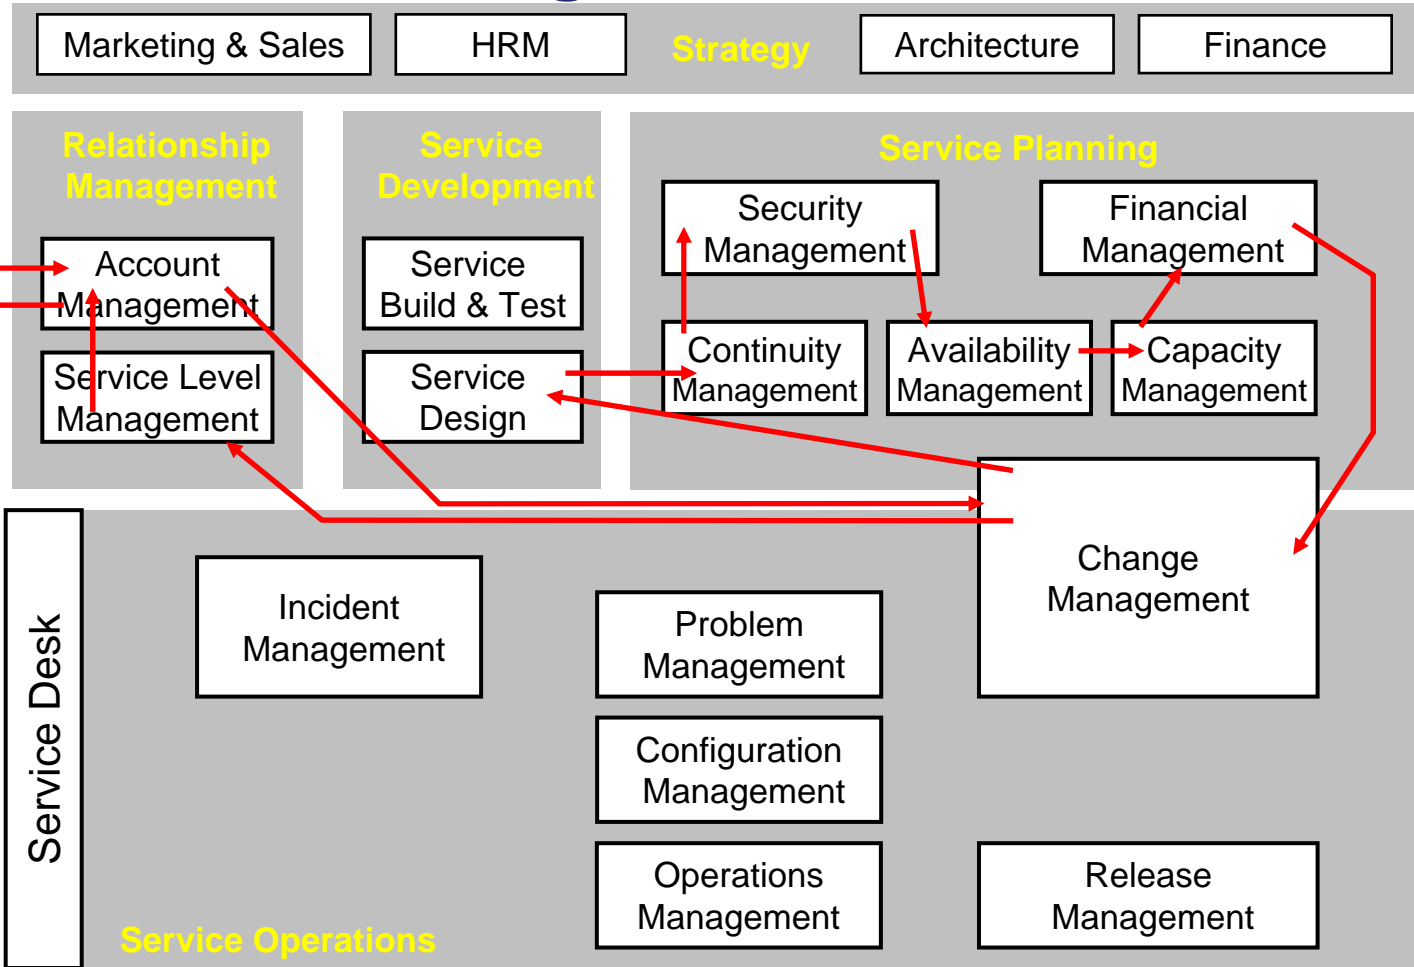 Marketing & Sales
HRM
Strategy
Architecture
Finance
Relationship
Management
Service
Development
Service Planning
Account
Management
Service Level
Management
Service
Build & Test
Service
Design
Security
Management
Financial
Management
Continuity
Management
Availability
Management
Capacity
Management
Service Desk
Incident
Management
Problem
Management
Change
Management
Configuration
Management
Operations
Management
Release
Management
Service Operations